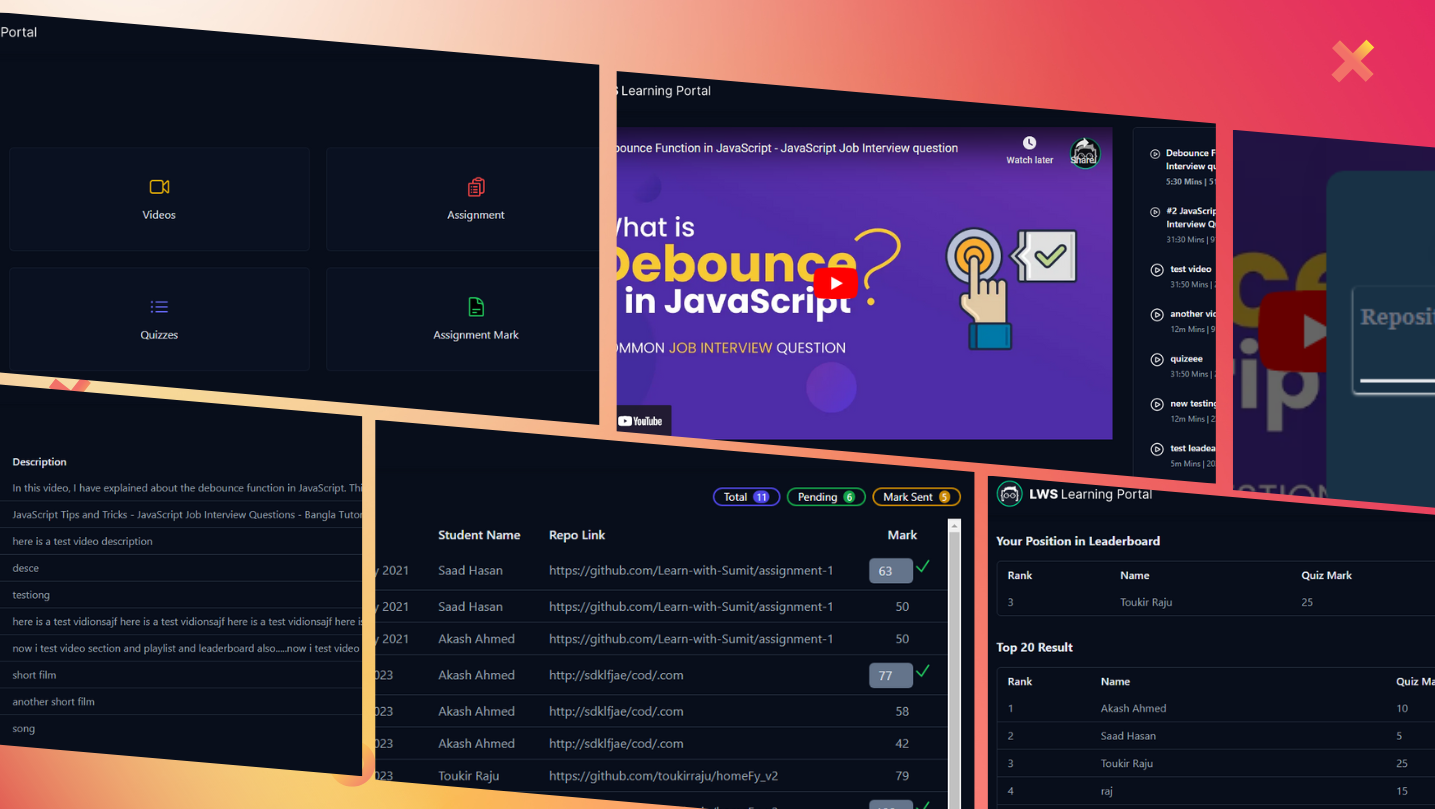 Portal
Videos
Assignment
Quizzes
Assignment Mark
Learning Portal
bounce Function in JavaScript - JavaScript Job Interview question
Watch later
Share
What is
Debounce
in JavaScript
?
OMMON JOB INTERVIEW QUESTION
YouTube
Debounce F
Interview qu
5:30 Mins | 5
#2 JavaScrip
Interview Q
31:30 Mins | 9
test video
31:50 Mins |
another vid
12m Mins | 9
quizeee
31:50 Mins |
new testing
12m Mins | 2
test leadea
5m Mins | 20
Reposit
Description
In this video, I have explained about the debounce function in JavaScript. Thi
JavaScript Tips and Tricks - JavaScript Job Interview Questions - Bangla Tutor
here is a test video description
desce
testiong
here is a test vidionsajf here is a test vidionsajf here is a test vidionsajf here is
now i test video section and playlist and leaderboard also.....now i test video
short film
another short film
song
Total 11 Pending 6 Mark Sent 5
Student Name Repo Link Mark
2021 Saad Hasan https://github.com/Learn-with-Sumit/assignment-1 63
2021 Saad Hasan https://github.com/Learn-with-Sumit/assignment-1 50
2021 Akash Ahmed https://github.com/Learn-with-Sumit/assignment-1 50
023 Akash Ahmed http://sdklfjae/cod/.com 77
023 Akash Ahmed http://sdklfjae/cod/.com 58
023 Akash Ahmed http://sdklfjae/cod/.com 42
023 Toukir Raju https://github.com/toukirraju/homeFy_v2 79
LWS Learning Portal
Your Position in Leaderboard
Rank Name Quiz Mark
3 Toukir Raju 25
Top 20 Result
Rank Name Quiz Ma
1 Akash Ahmed 10
2 Saad Hasan 5
3 Toukir Raju 25
4 raj 15